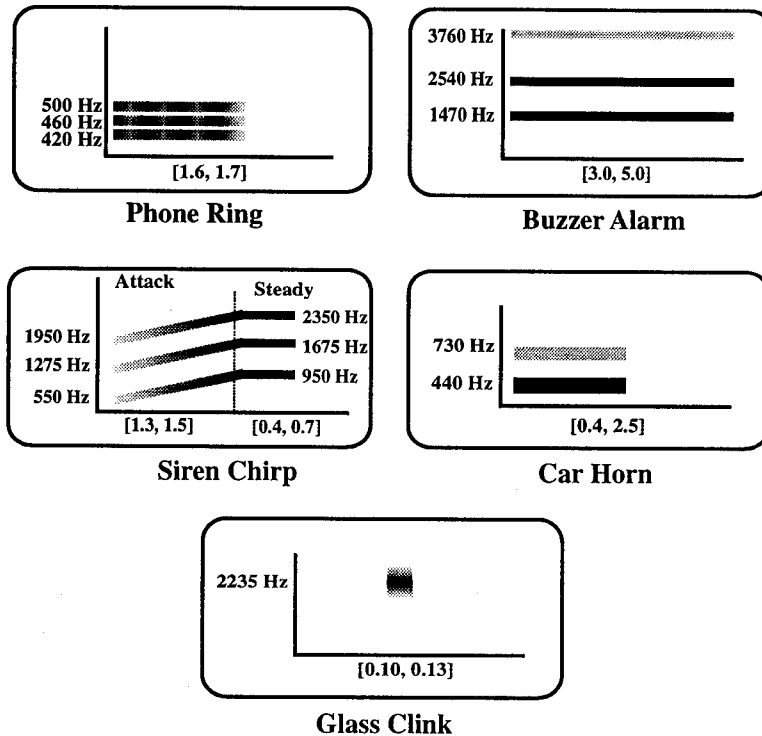 500 Hz
460 Hz
420 Hz
[1.6, 1.7]
Phone Ring
3760 Hz
2540 Hz
1470 Hz
[3.0, 5.0]
Buzzer Alarm
Attack
Steady
1950 Hz
1275 Hz
550 Hz
2350 Hz
1675 Hz
950 Hz
[1.3, 1.5]
[0.4, 0.7]
Siren Chirp
730 Hz
440 Hz
[0.4, 2.5]
Car Horn
2235 Hz
[0.10, 0.13]
Glass Clink